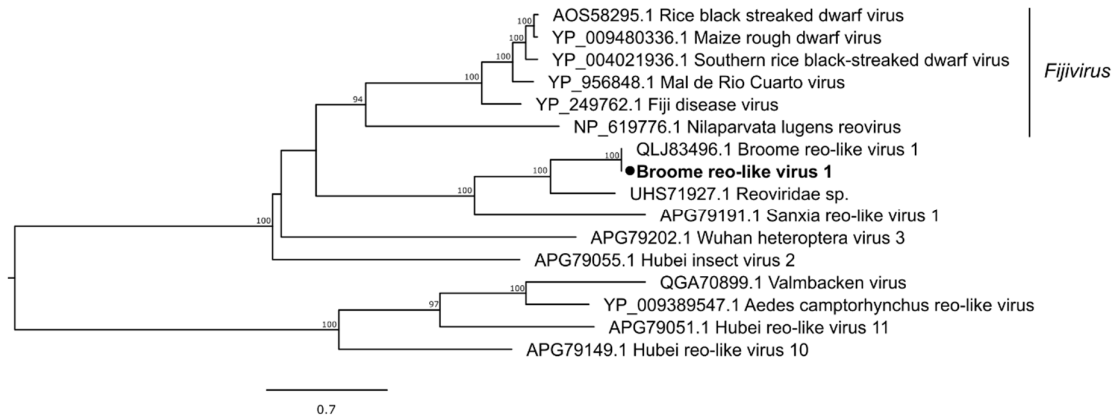 100 AOS58295.1 Rice black streaked dwarf virus
100 YP_009480336.1 Maize rough dwarf virus
100 YP_004021936.1 Southern rice black-streaked dwarf virus
Fijivirus
100 YP_956848.1 Mal de Rio Cuarto virus
94 YP_249762.1 Fiji disease virus
NP_619776.1 Nilaparvata lugens reovirus
100 QLJ83496.1 Broome reo-like virus 1
100 Broome reo-like virus 1
100 UHS71927.1 Reoviridae sp.
APG79191.1 Sanxia reo-like virus 1
100 APG79202.1 Wuhan heteroptera virus 3
APG79055.1 Hubei insect virus 2
100 QGA70899.1 Valmbacken virus
97 YP_009389547.1 Aedes camptorhynchus reo-like virus
100 APG79051.1 Hubei reo-like virus 11
APG79149.1 Hubei reo-like virus 10
0.7